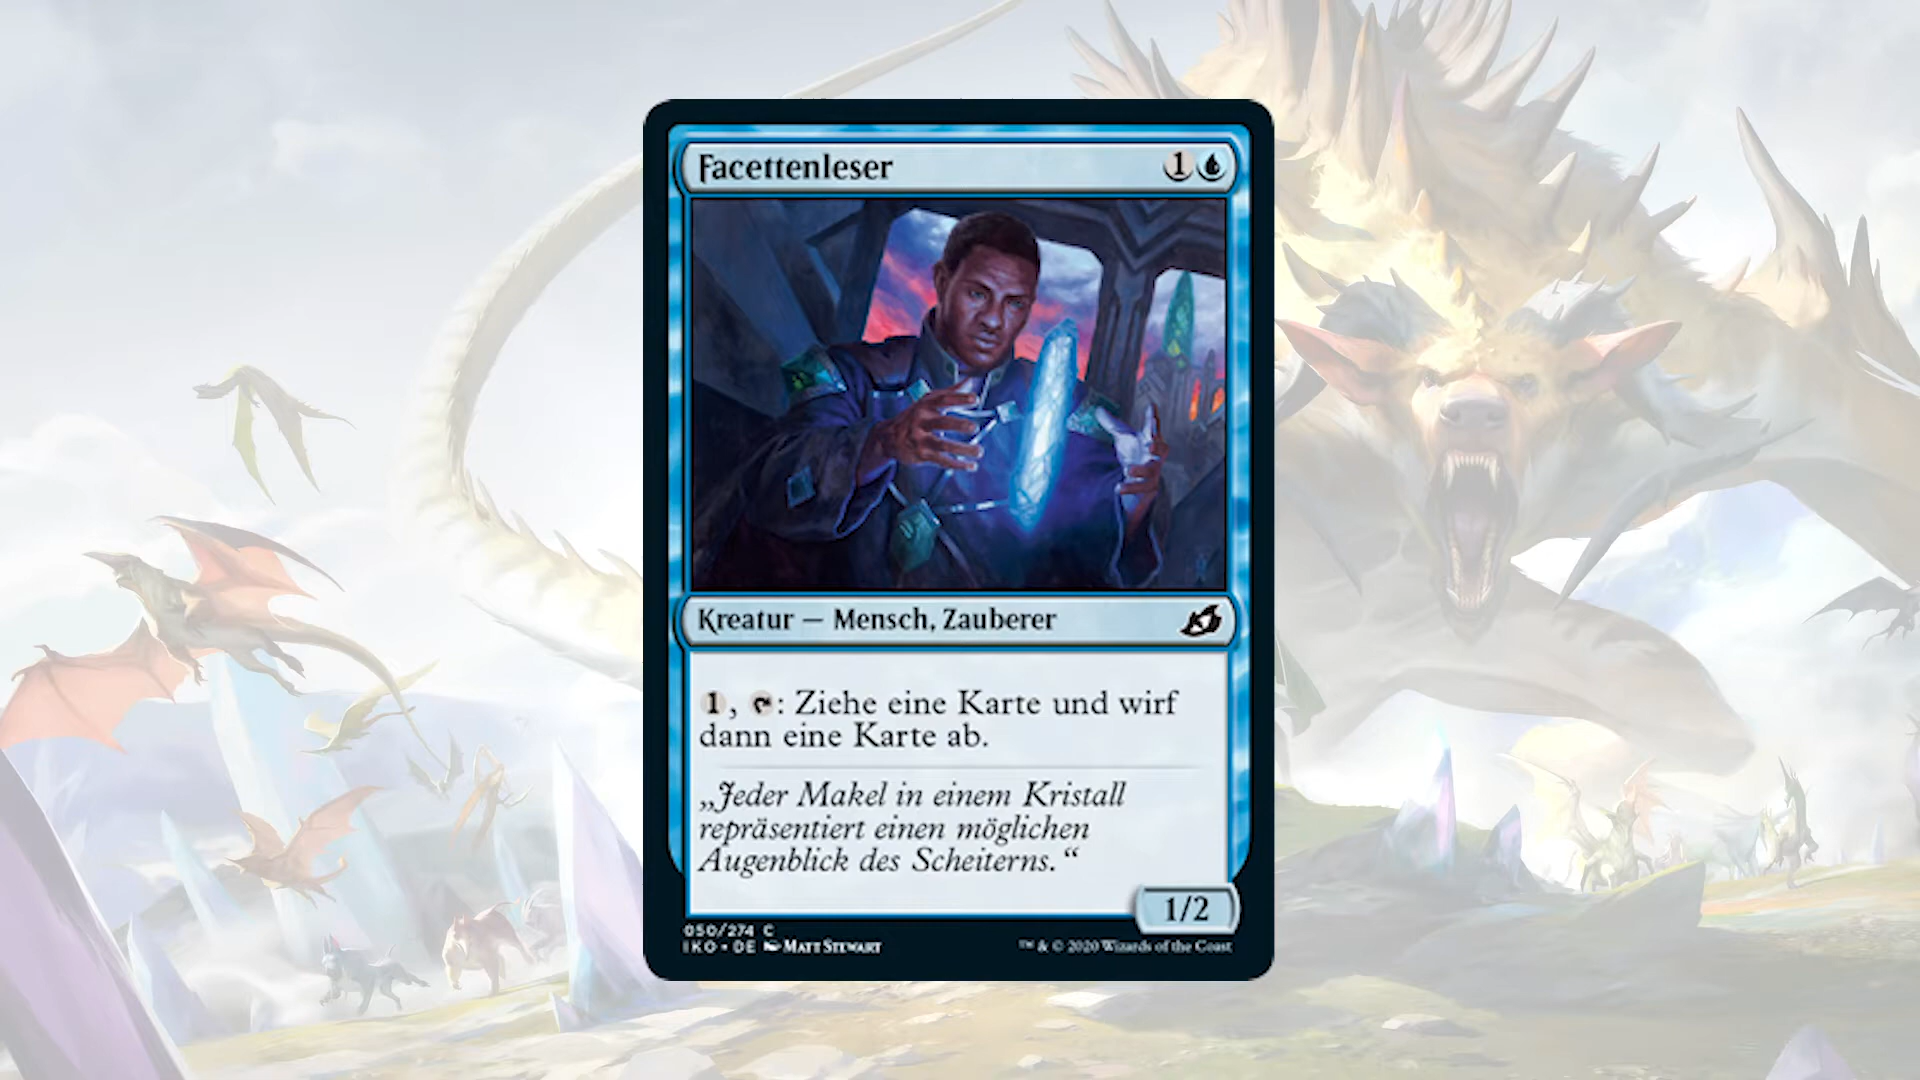 Facettenleser 1
Kreatur — Mensch, Zauberer
1, : Ziehe eine Karte und wirf
dann eine Karte ab.
„Jeder Makel in einem Kristall
repräsentiert einen möglichen
Augenblick des Scheiterns.“
1/2
050/274 C
IKO • DE Matt Stewart
™ & © 2020 Wizards of the Coast